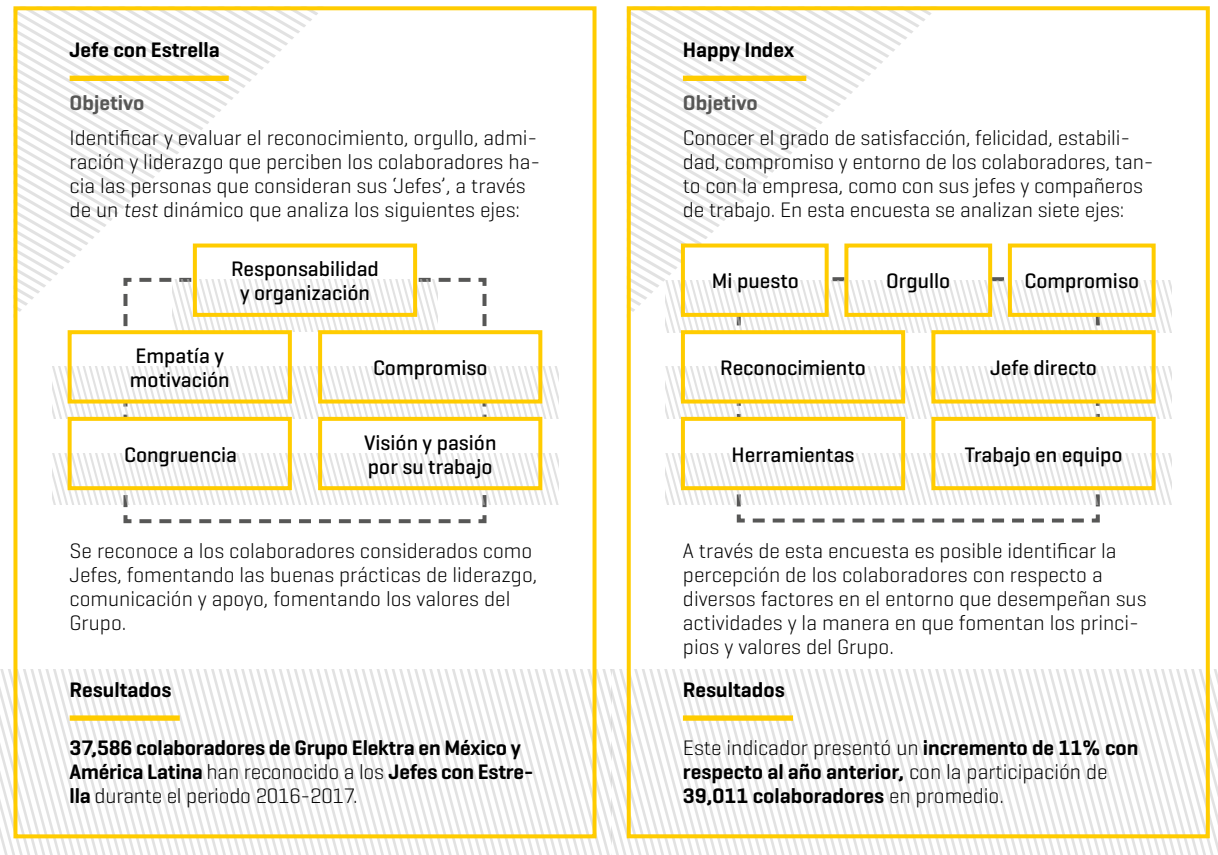 Jefe con Estrella
Objetivo
Identificar y evaluar el reconocimiento, orgullo, admi-
ración y liderazgo que perciben los colaboradores ha-
cia las personas que consideran sus ‘Jefes’, a través
de un test dinámico que analiza los siguientes ejes:
Responsabilidad
y organización
Empatía y
motivación
Compromiso
Congruencia
Visión y pasión
por su trabajo
Se reconoce a los colaboradores considerados como
Jefes, fomentando las buenas prácticas de liderazgo,
comunicación y apoyo, fomentando los valores del
Grupo.
Resultados
37,586 colaboradores de Grupo Elektra en México y
América Latina han reconocido a los Jefes con Estre-
lla durante el periodo 2016-2017.
Happy Index
Objetivo
Conocer el grado de satisfacción, felicidad, estabili-
dad, compromiso y entorno de los colaboradores, tan-
to con la empresa, como con sus jefes y compañeros
de trabajo. En esta encuesta se analizan siete ejes:
Mi puesto
Orgullo
Compromiso
Reconocimiento
Jefe directo
Herramientas
Trabajo en equipo
A través de esta encuesta es posible identificar la
percepción de los colaboradores con respecto a
diversos factores en el entorno que desempeñan sus
actividades y la manera en que fomentan los princi-
pios y valores del Grupo.
Resultados
Este indicador presentó un incremento de 11% con
respecto al año anterior, con la participación de
39,011 colaboradores en promedio.